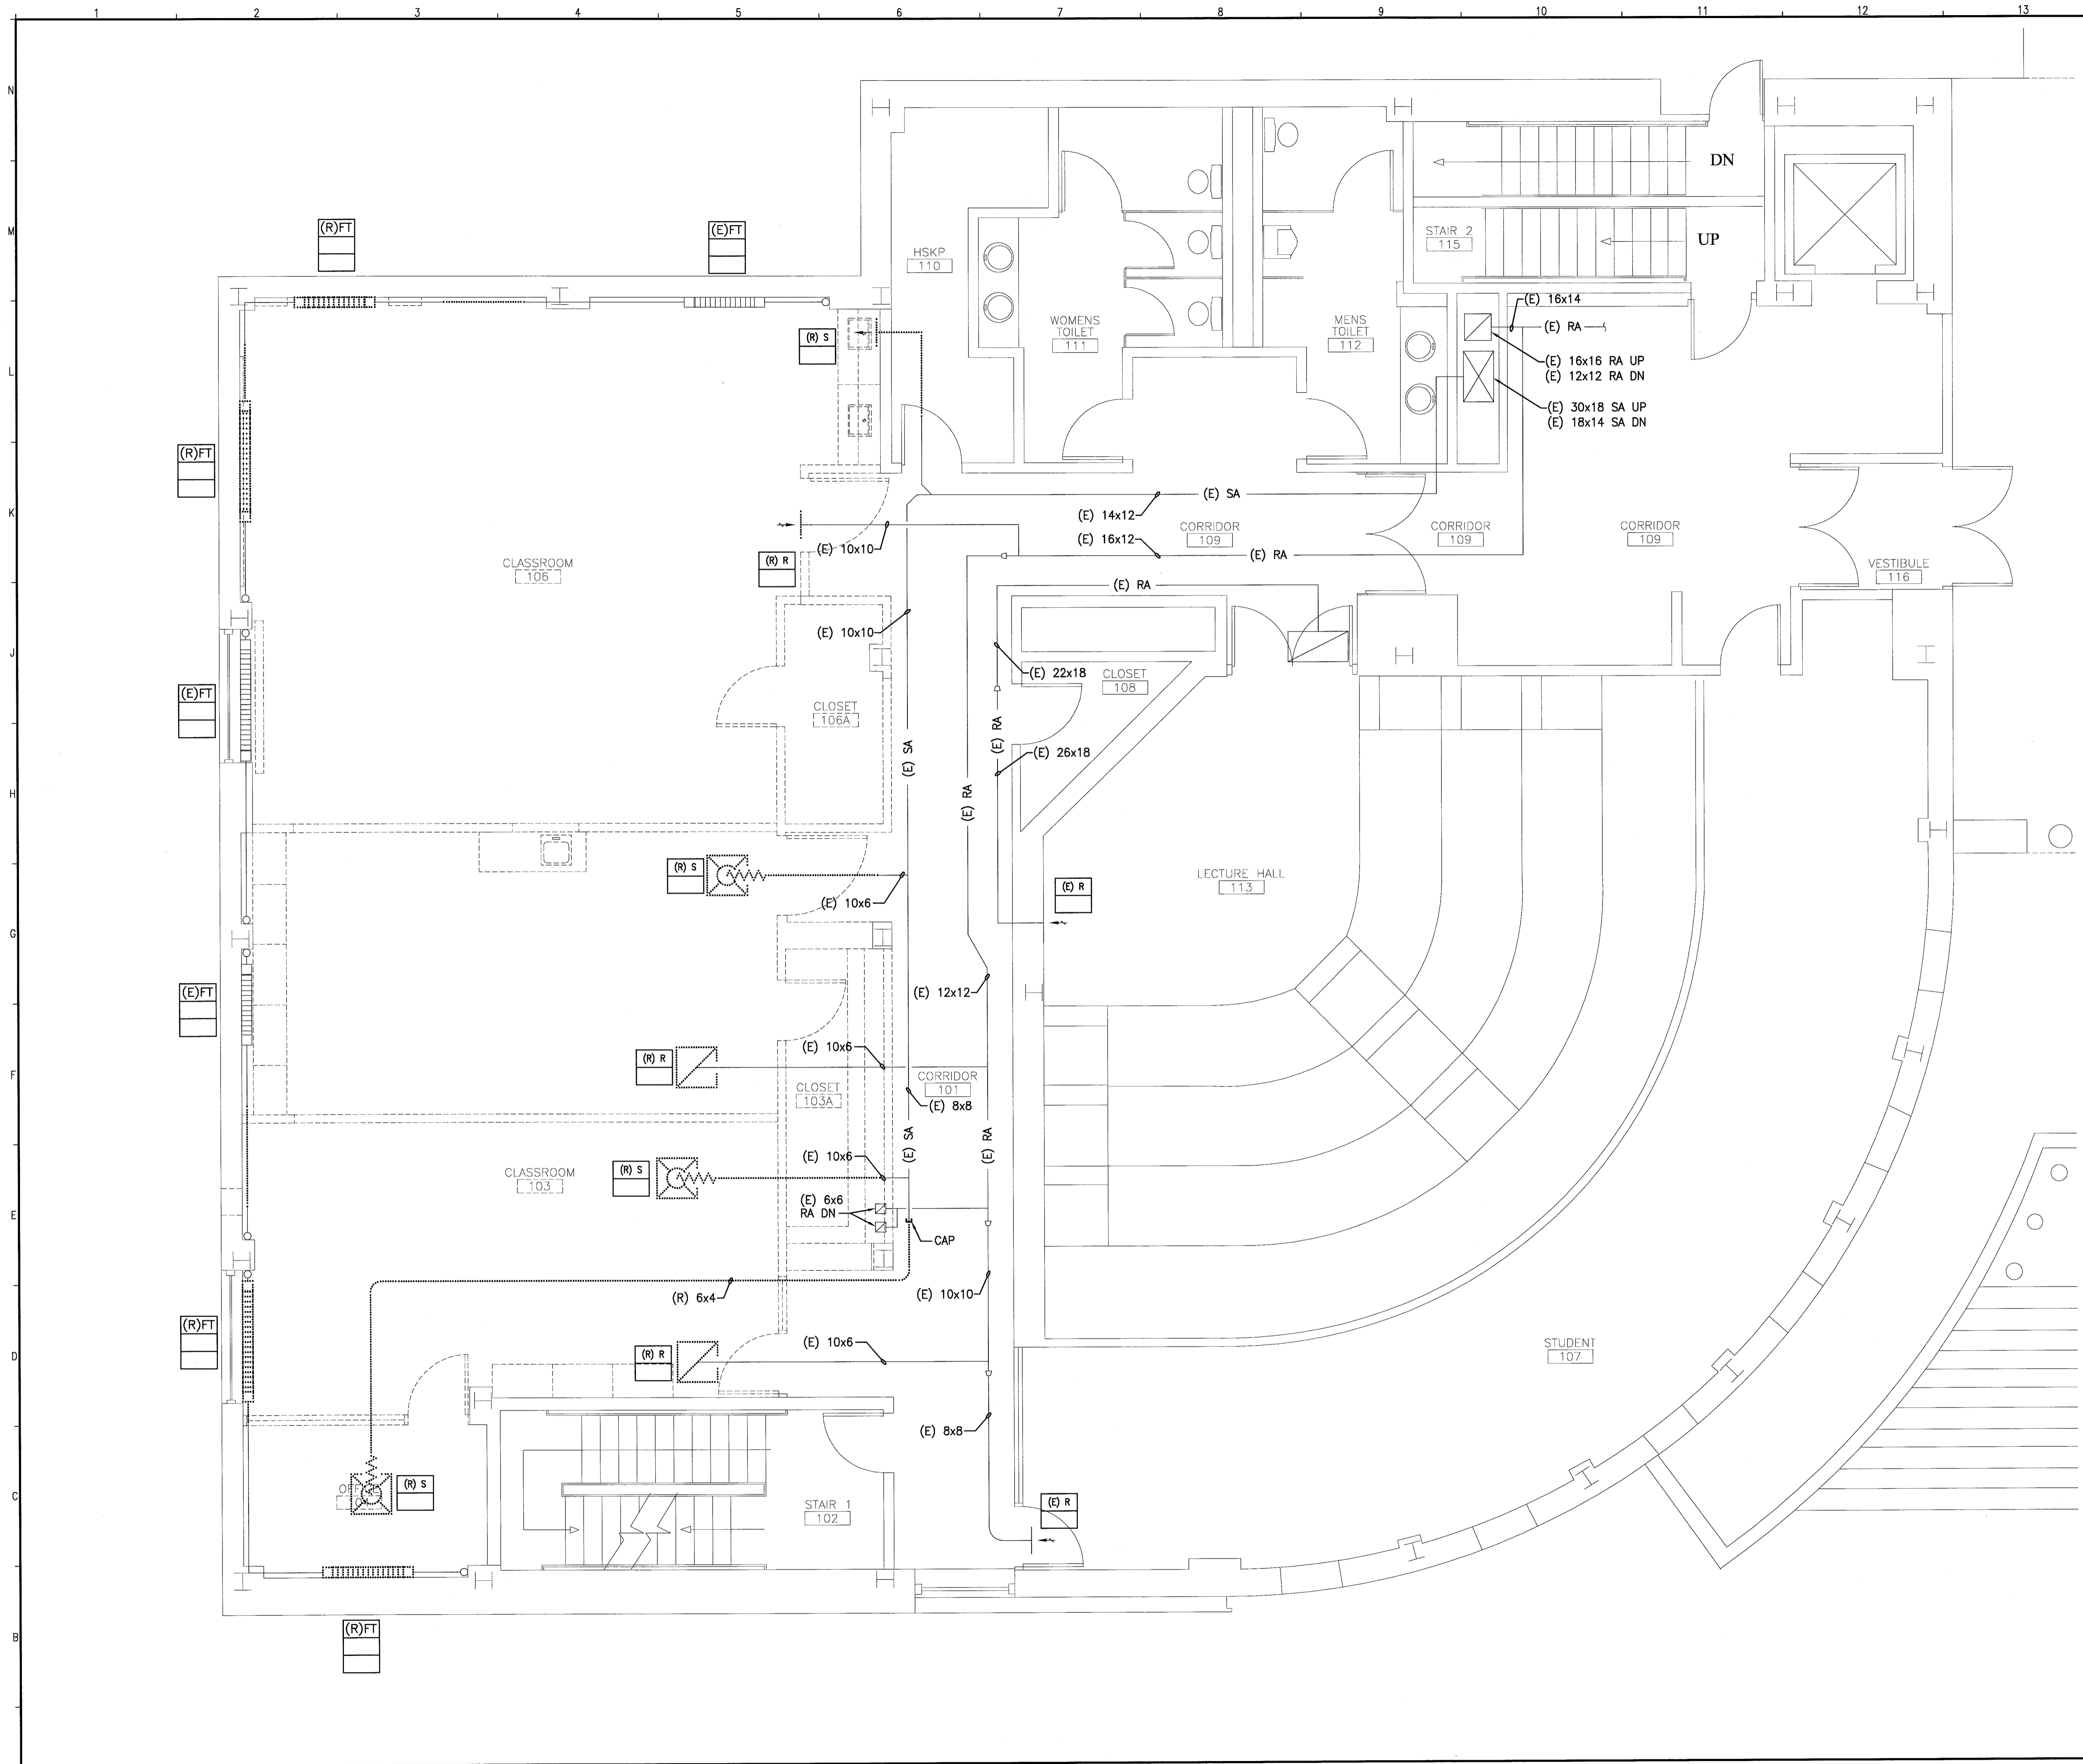 1 2 3 4 5 6 7 8 9 10 11 12 13
N
DN
M
(R)FT
(E)FT
STAIR 2
115
UP
HSKP
110
(E) 16x14
WOMENS
TOILET
111
MENS
TOILET
112
(E) RA
(R) S
(E) 16x16 RA UP
(E) 12x12 RA DN
L
(E) 30x18 SA UP
(E) 18x14 SA DN
(R)FT
(E) SA
K
(E) 14x12
CORRIDOR
109
CORRIDOR
109
CORRIDOR
109
(E) 16x12
(E) 10x10
(E) RA
CLASSROOM
106
(R) R
VESTIBULE
116
(E) RA
(E) 10x10
J
(E) 22x18
CLOSET
108
(E)FT
CLOSET
106A
(E) RA
(E) SA
(E) 26x18
H
(E) RA
(R) S
LECTURE HALL
113
(E) R
(E) 10x6
G
(E)FT
(E) 12x12
(E) 10x6
(R) R
F
CORRIDOR
101
CLOSET
103A
(E) 8x8
(E) SA
(E) RA
(E) 10x6
(R) S
CLASSROOM
103
(E) 6x6
RA DN
E
CAP
(R) 6x4
(E) 10x10
(R)FT
(E) 10x6
STUDENT
107
(R) R
D
(E) 8x8
(R) S
C
STAIR 1
102
(E) R
(R)FT
B